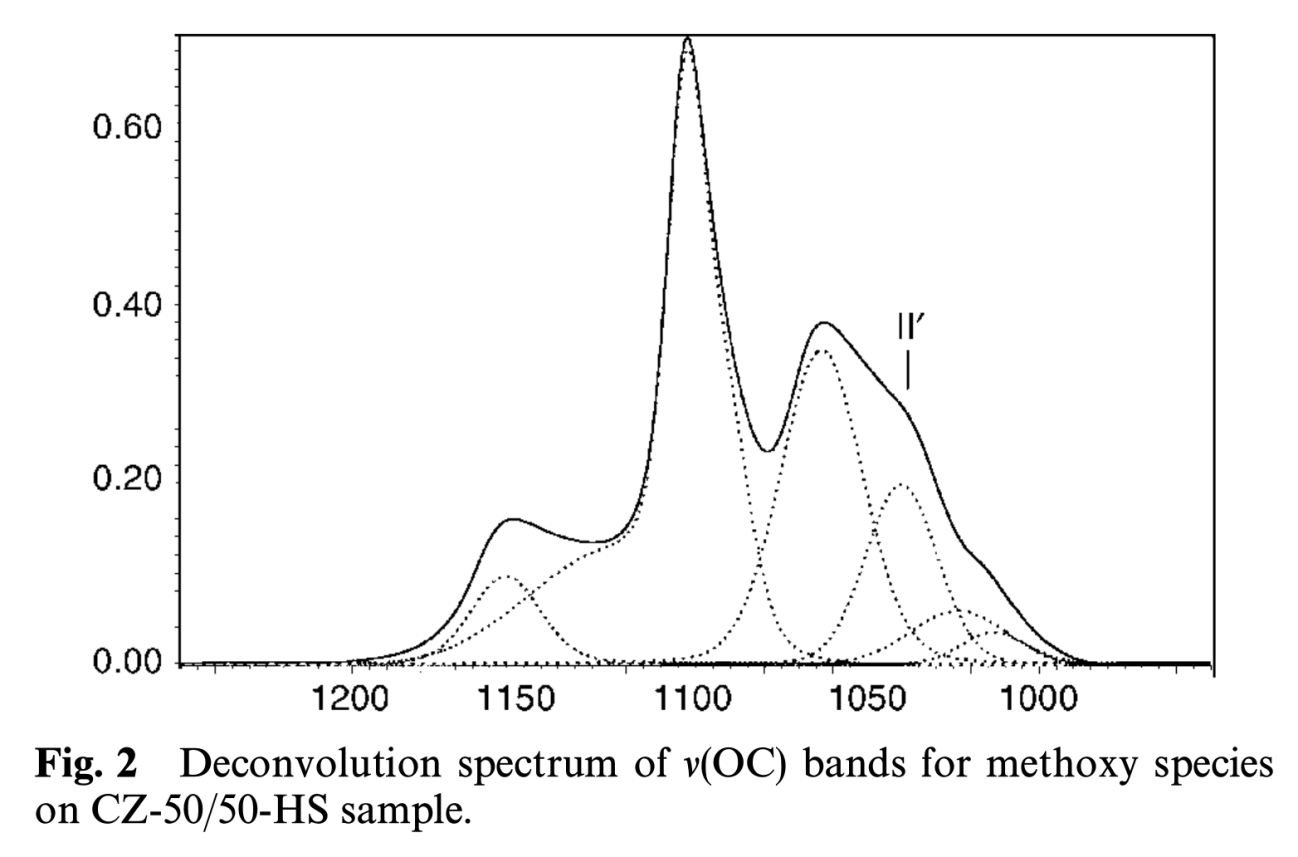 0.60
0.40
II′
0.20
0.00
1200 1150 1100 1050 1000
Fig. 2 Deconvolution spectrum of ν(OC) bands for methoxy species
on CZ-50/50-HS sample.